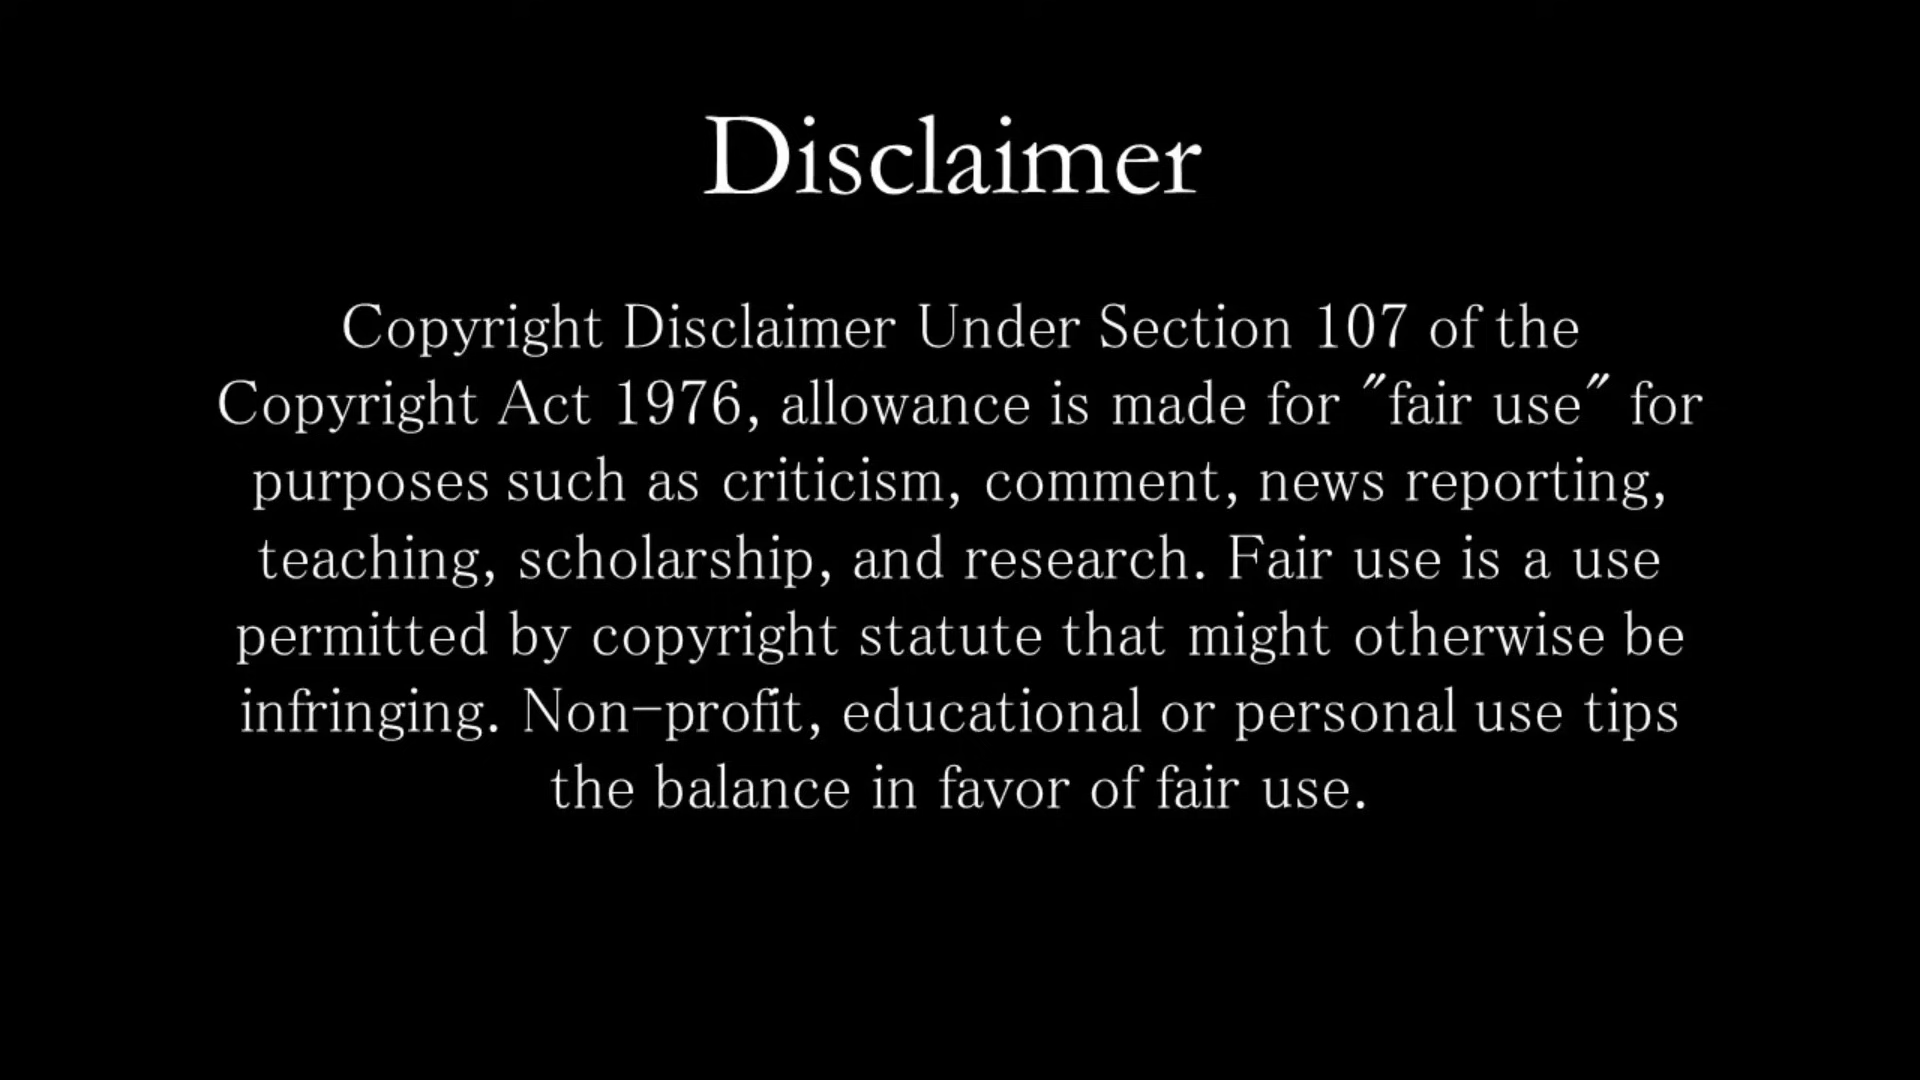 Disclaimer
Copyright Disclaimer Under Section 107 of the
Copyright Act 1976, allowance is made for "fair use" for
purposes such as criticism, comment, news reporting,
teaching, scholarship, and research. Fair use is a use
permitted by copyright statute that might otherwise be
infringing. Non-profit, educational or personal use tips
the balance in favor of fair use.